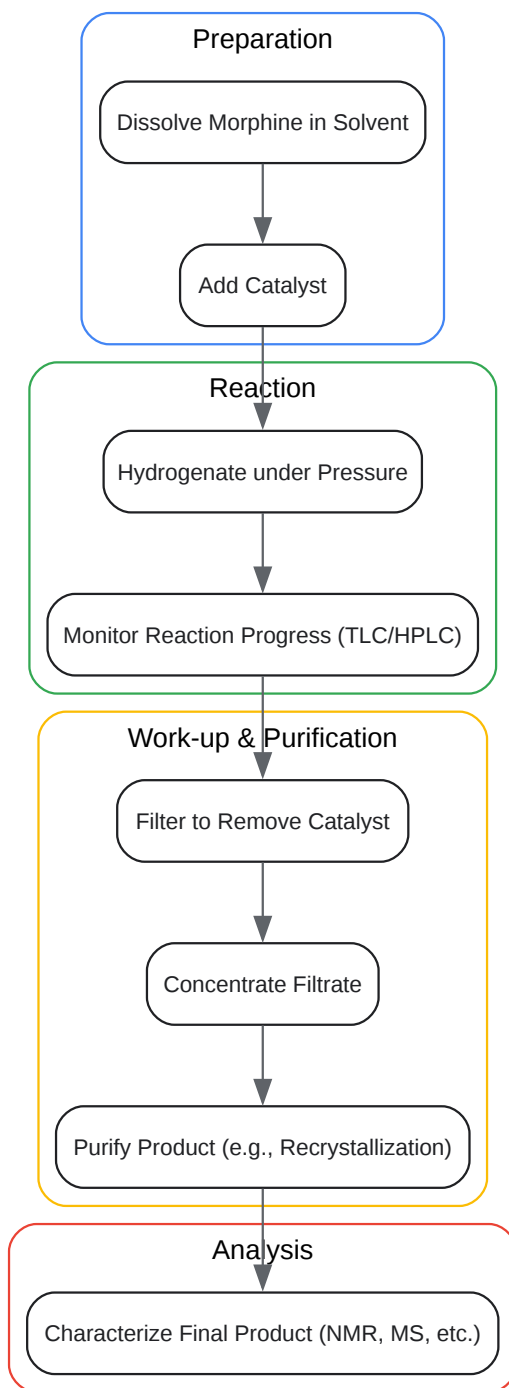 Preparation
Dissolve Morphine in Solvent
Add Catalyst
Reaction
Hydrogenate under Pressure
Monitor Reaction Progress (TLC/HPLC)
Work-up & Purification
Filter to Remove Catalyst
Concentrate Filtrate
Purify Product (e.g., Recrystallization)
Analysis
Characterize Final Product (NMR, MS, etc.)